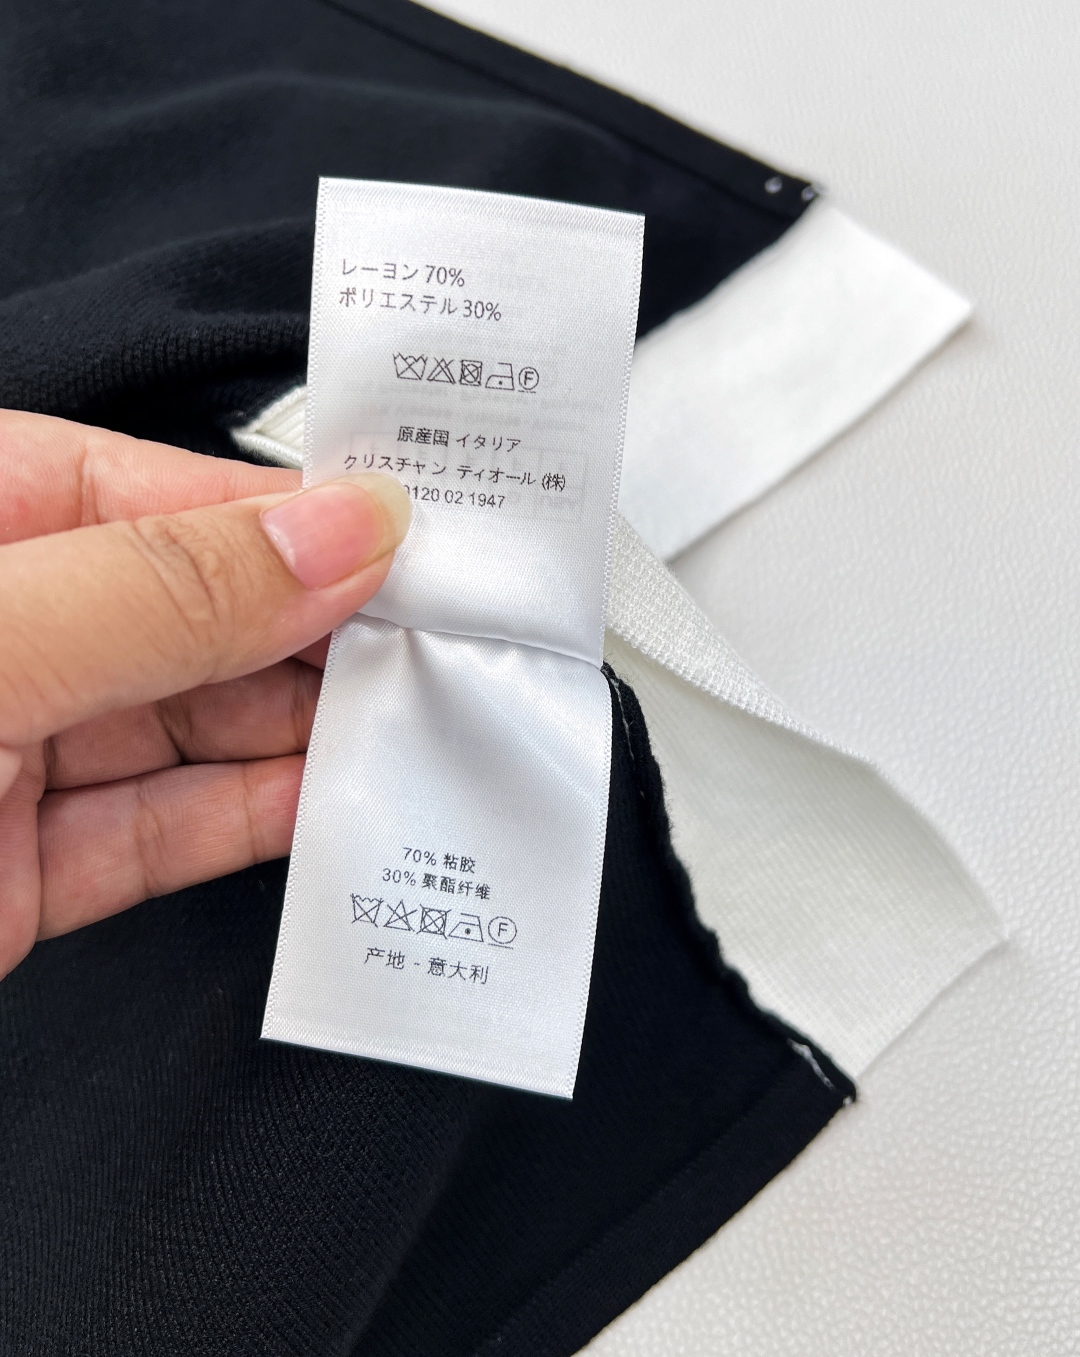 レーヨン 70%
ポリエステル 30%
F
原産国 イタリア
クリスチャン ディオール (株)
0120 02 1947
70% 粘胶
30% 聚酯纤维
F
产地 - 意大利